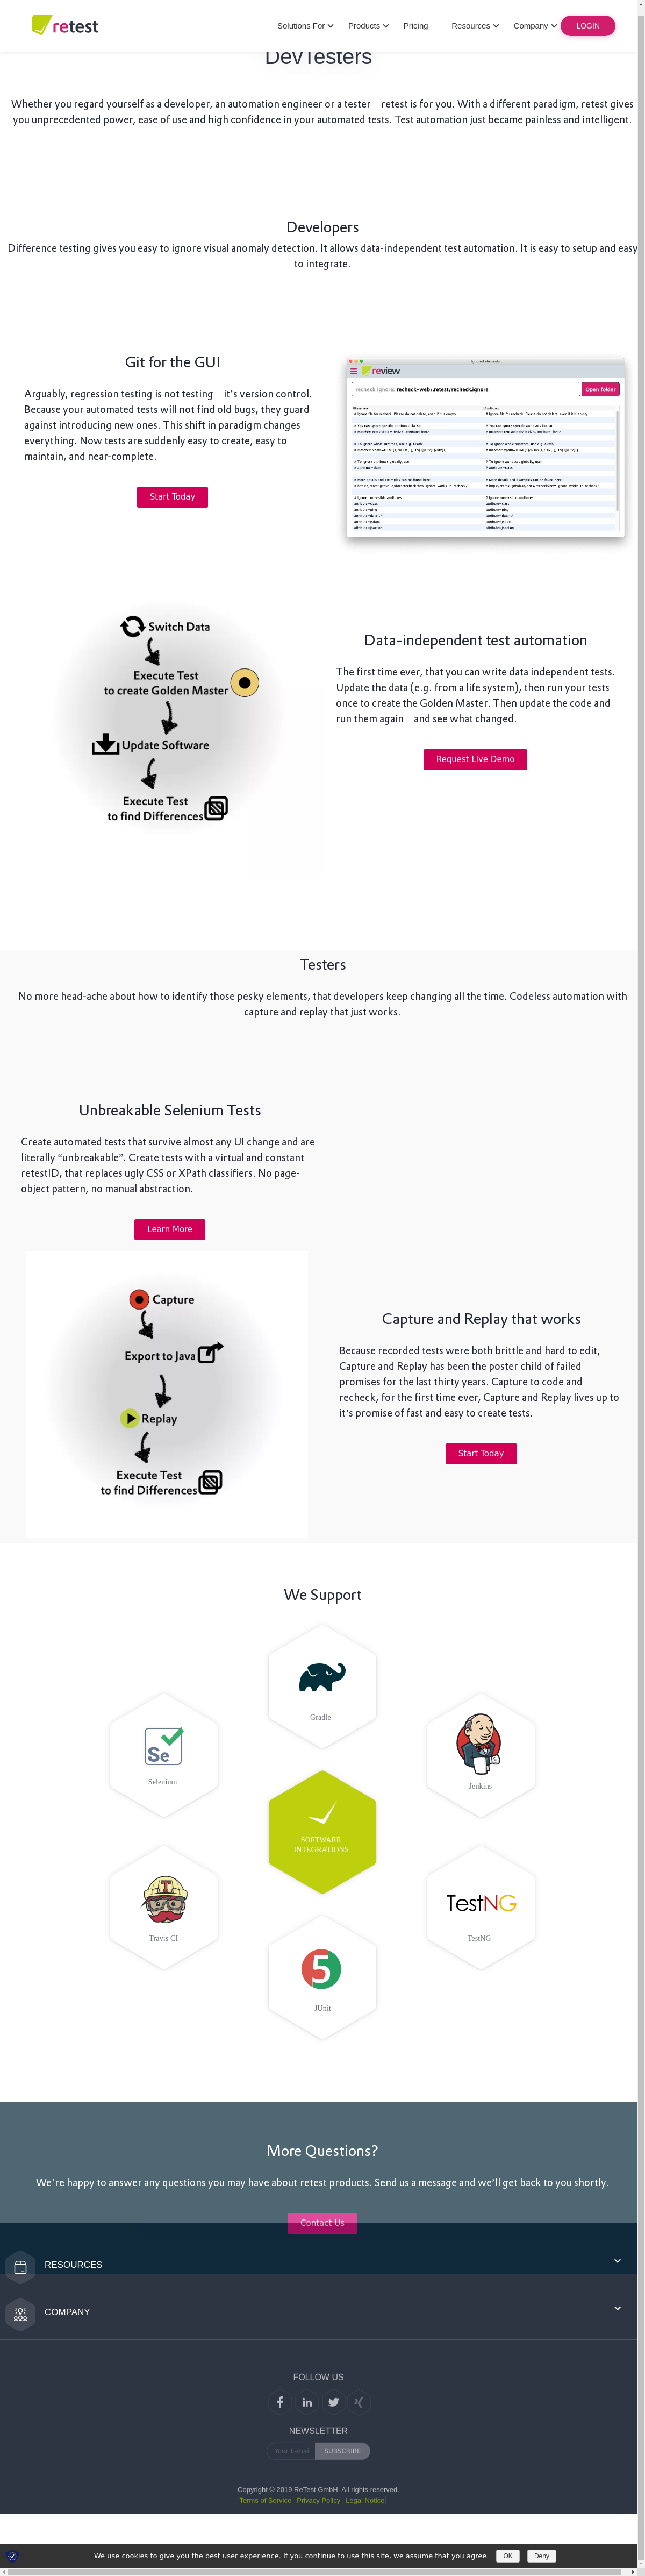 retest
Solutions For
Products
Pricing
Resources
Company
LOGIN
DevTesters
Whether you regard yourself as a developer, an automation engineer or a tester—retest is for you. With a different paradigm, retest gives
you unprecedented power, ease of use and high confidence in your automated tests. Test automation just became painless and intelligent.
Developers
Difference testing gives you easy to ignore visual anomaly detection. It allows data-independent test automation. It is easy to setup and easy
to integrate.
Git for the GUI
Arguably, regression testing is not testing—it's version control.
Because your automated tests will not find old bugs, they guard
against introducing new ones. This shift in paradigm changes
everything. Now tests are suddenly easy to create, easy to
maintain, and near-complete.
Start Today
review
recheck ignore: recheck-web/.retest/recheck.ignore
Open folder
Switch Data
Execute Test
to create Golden Master
Update Software
Execute Test
to find Differences
Data-independent test automation
The first time ever, that you can write data independent tests.
Update the data (e.g. from a life system), then run your tests
once to create the Golden Master. Then update the code and
run them again—and see what changed.
Request Live Demo
Testers
No more head-ache about how to identify those pesky elements, that developers keep changing all the time. Codeless automation with
capture and replay that just works.
Unbreakable Selenium Tests
Create automated tests that survive almost any UI change and are
literally “unbreakable”. Create tests with a virtual and constant
retestID, that replaces ugly CSS or XPath classifiers. No page-
object pattern, no manual abstraction.
Learn More
Capture
Export to Java
Replay
Execute Test
to find Differences
Capture and Replay that works
Because recorded tests were both brittle and hard to edit,
Capture and Replay has been the poster child of failed
promises for the last thirty years. Capture to code and
recheck, for the first time ever, Capture and Replay lives up to
it's promise of fast and easy to create tests.
Start Today
We Support
Gradle
Se
Selenium
Jenkins
SOFTWARE
INTEGRATIONS
T
Travis CI
TestNG
TestNG
5
JUnit
More Questions?
We're happy to answer any questions you may have about retest products. Send us a message and we'll get back to you shortly.
Contact Us
RESOURCES
COMPANY
FOLLOW US
NEWSLETTER
Your E-mai
SUBSCRIBE
Copyright © 2019 ReTest GmbH. All rights reserved.
Terms of Service
Privacy Policy
Legal Notice
We use cookies to give you the best user experience. If you continue to use this site, we assume that you agree.
OK
Deny